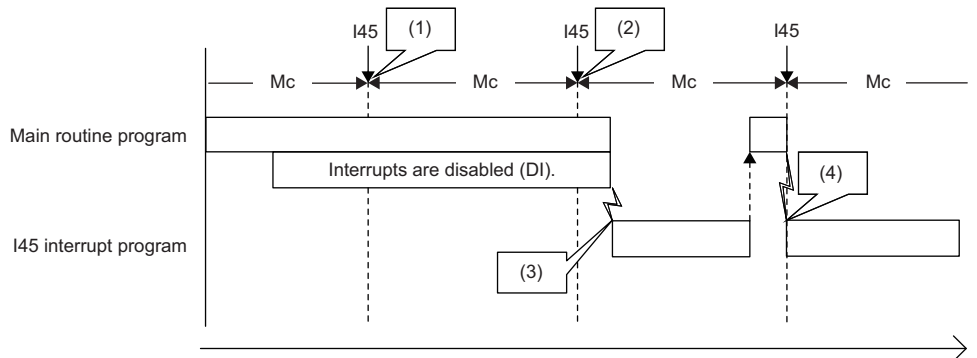 I45 (1) I45 (2) I45
Mc Mc Mc Mc
Main routine program
Interrupts are disabled (DI).
(4)
I45 interrupt program
(3)